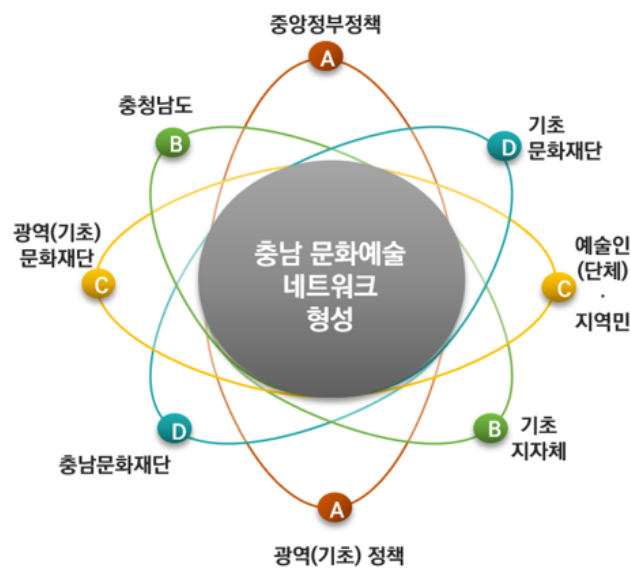 중앙정부정책
A
충청남도
B
기초
문화재단
D
광역(기초)
문화재단
C
충남 문화예술
네트워크
형성
예술인
(단체)
·
지역민
C
D
충남문화재단
B
기초
지자체
A
광역(기초) 정책